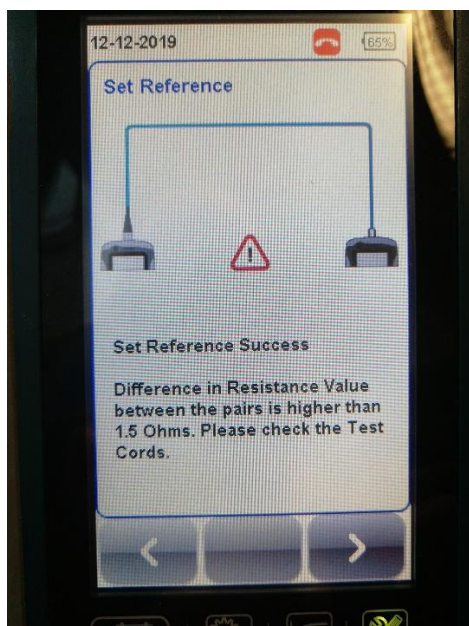 12-12-2019
65%
Set Reference
!
Set Reference Success
Difference in Resistance Value
between the pairs is higher than
1.5 Ohms. Please check the Test
Cords.